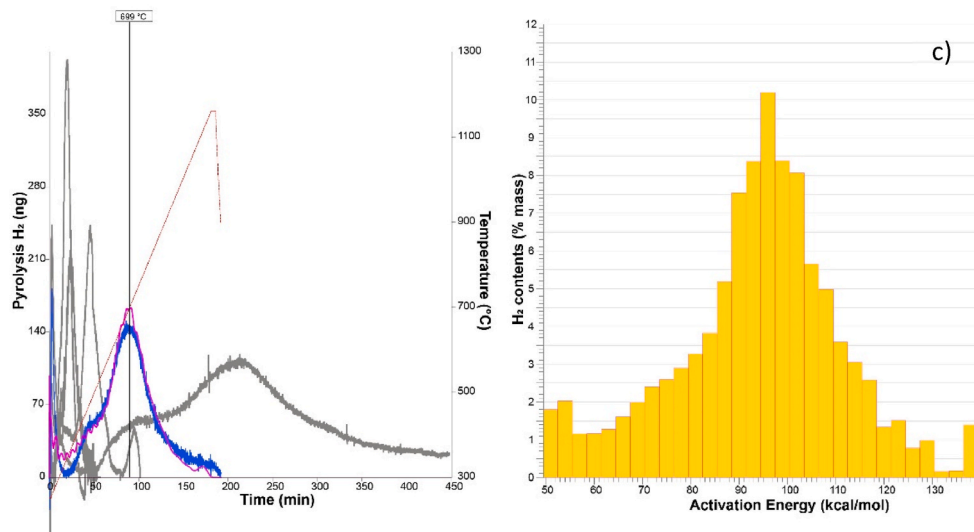 699 °C
Pyrolysis H₂ (ng)
350
280
210
140
70
0
0 50 100 150 200 250 300 350 400 450
Time (min)
1300
1100
900
700
500
300
Temperature (°C)
c)
H₂ contents (% mass)
12
11
10
9
8
7
6
5
4
3
2
1
0
50 60 70 80 90 100 110 120 130
Activation Energy (kcal/mol)